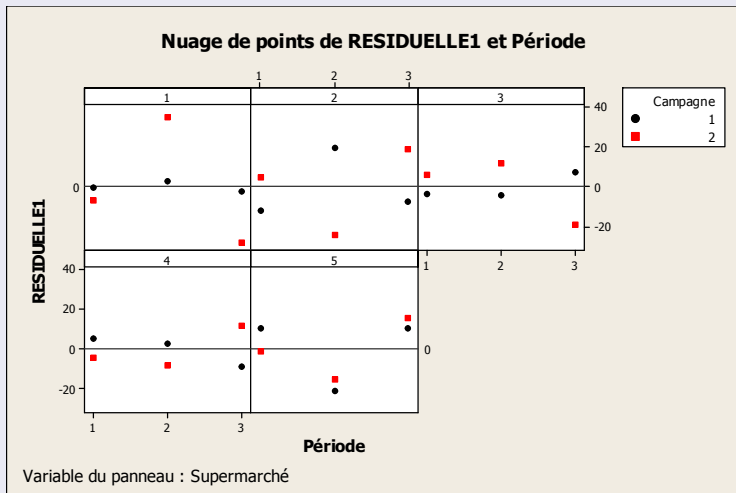 Nuage de points de RESIDUELLE1 et Période
1 2 3
1 2 3
Campagne
1
2
40
20
0
-20
0
RESIDUELLE1
1 2 3
4 5
40
20
0
-20
0
1 2 3
Période
Variable du panneau : Supermarché